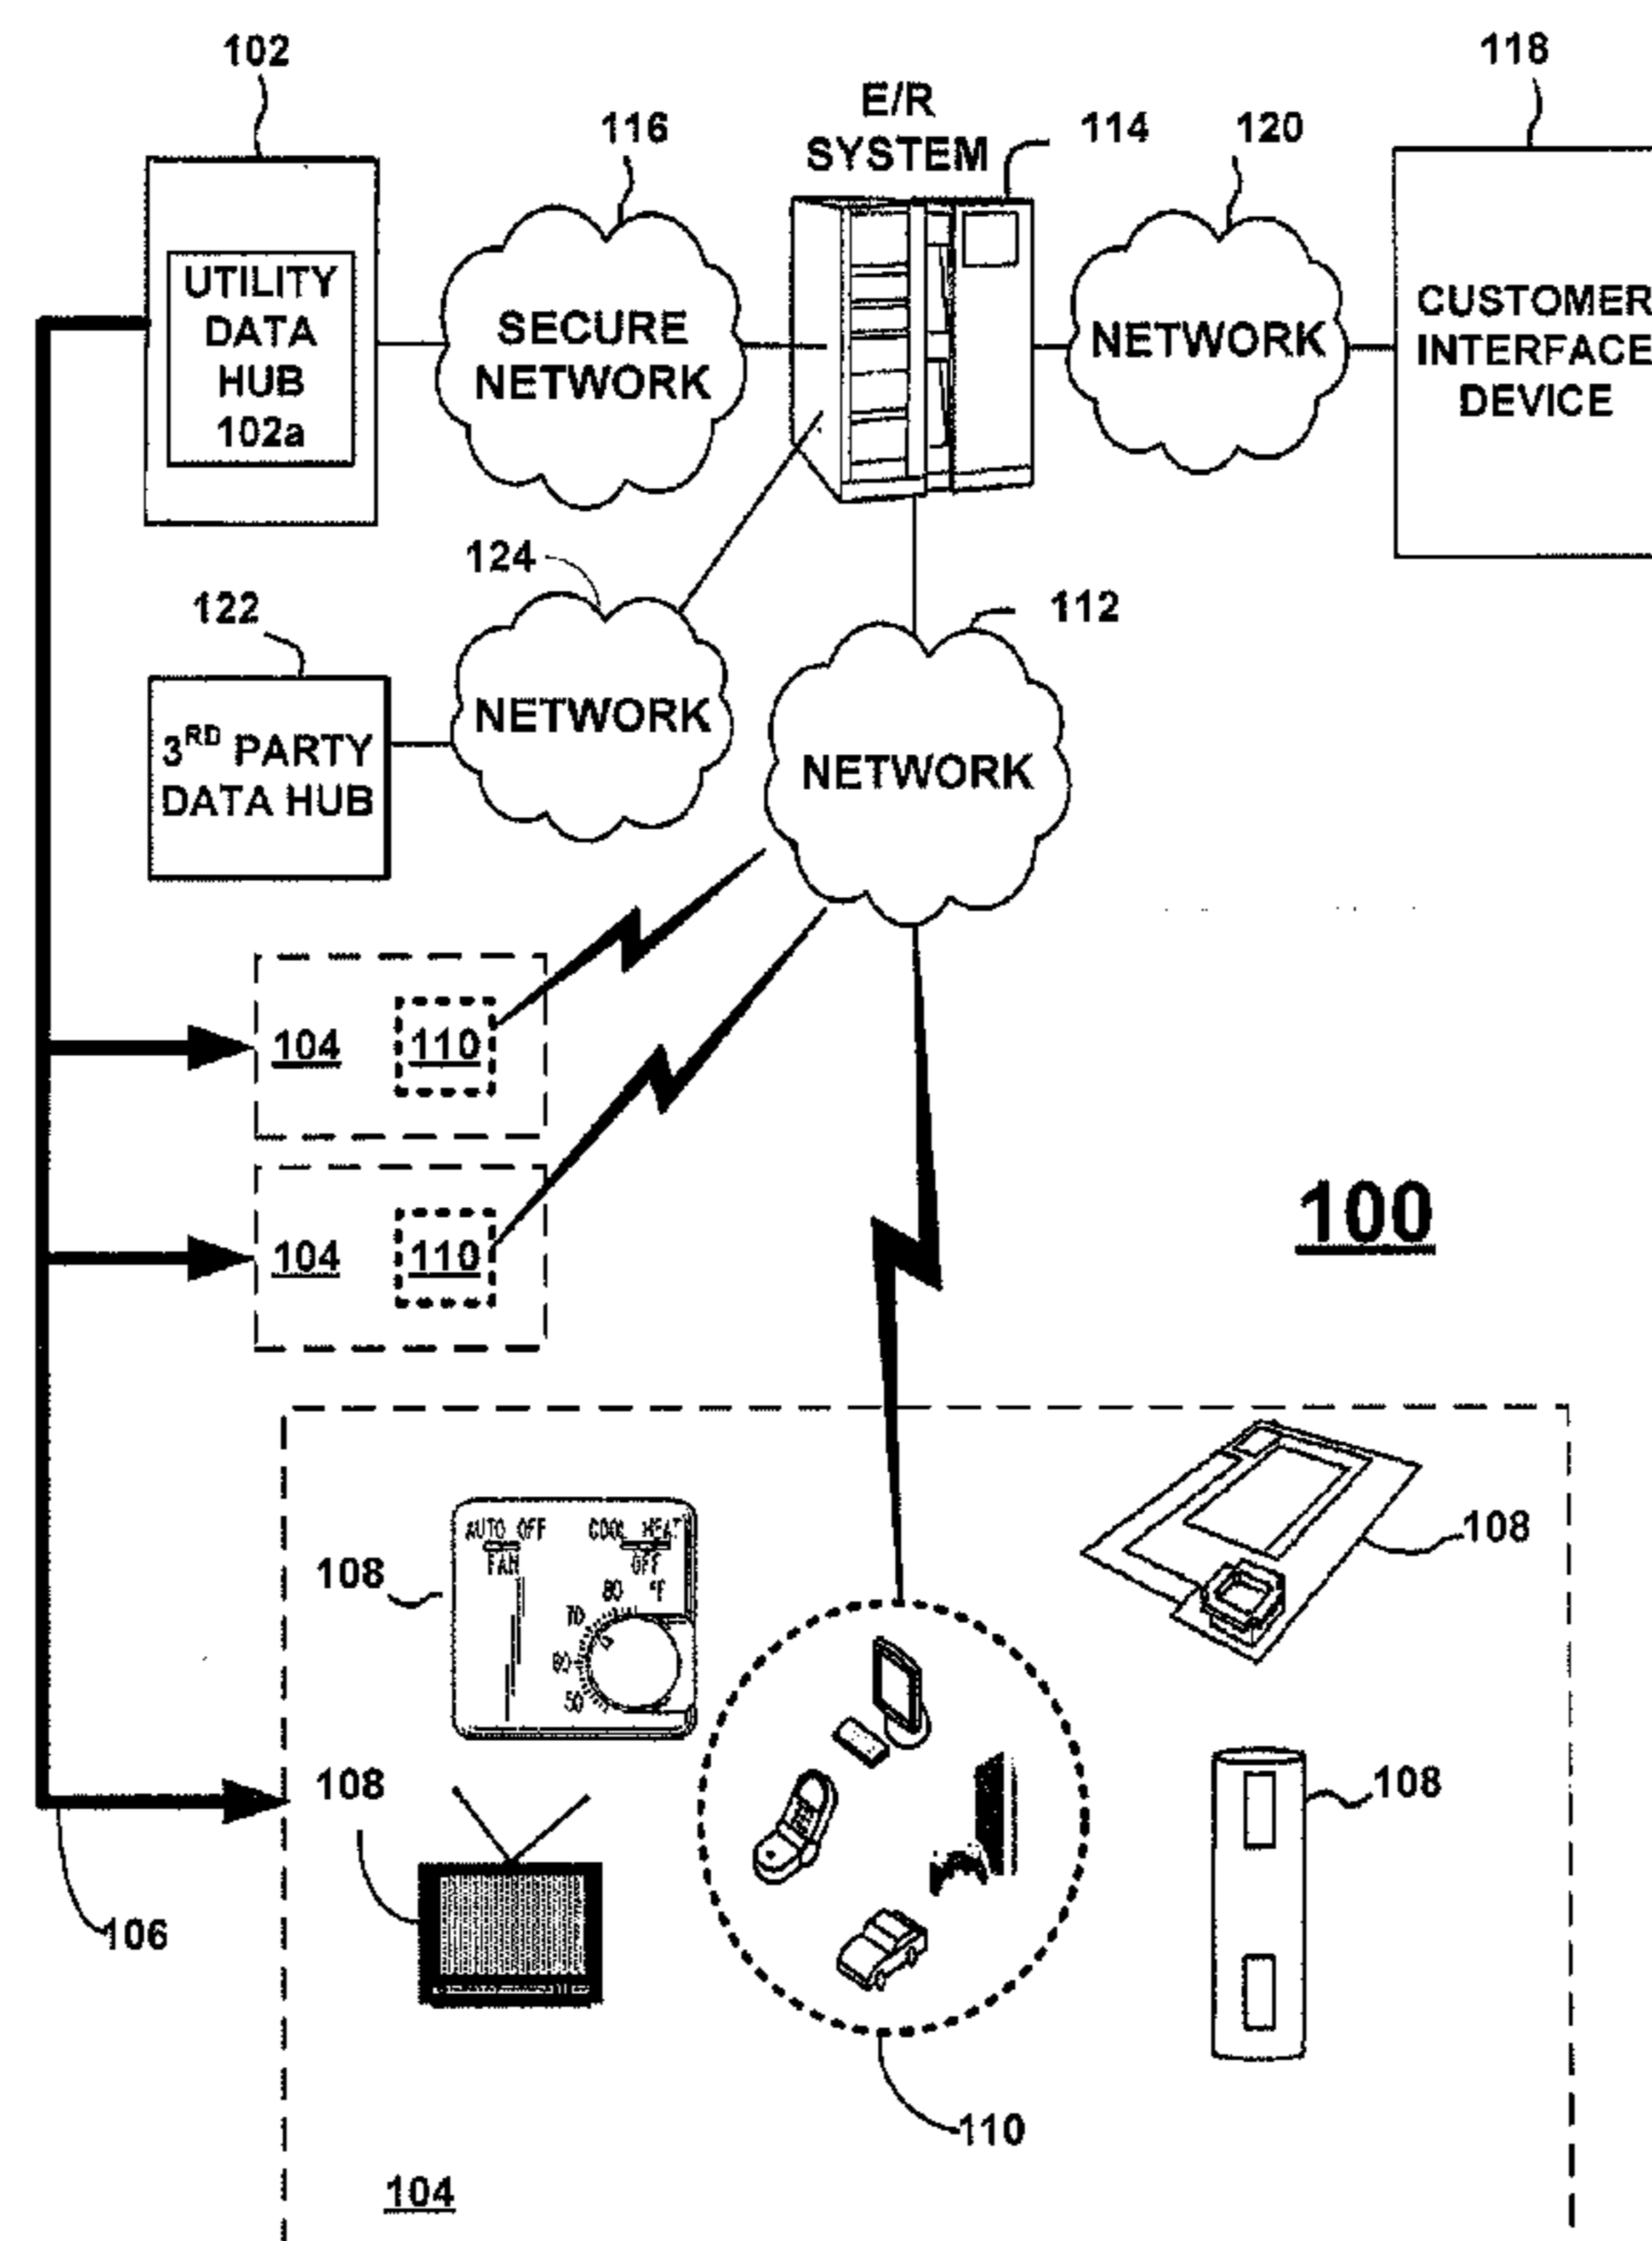 102
118
E/R
SYSTEM
116
114
120
UTILITY
DATA
HUB
102a
SECURE
NETWORK
NETWORK
CUSTOMER
INTERFACE
DEVICE
124
122
112
3RD PARTY
DATA HUB
NETWORK
NETWORK
104
110
104
110
100
AUTO OFF
FAN
COOL HEAT
OFF
80 °F
70
60
50
108
108
108
108
106
110
104